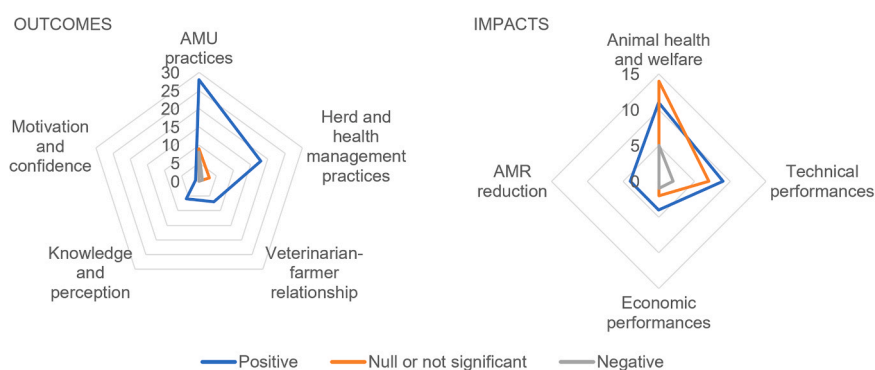 OUTCOMES
AMU
practices
30
25
20
15
10
5
0
Herd and
health
management
practices
Veterinarian-
farmer
relationship
Knowledge
and
perception
Motivation
and
confidence
IMPACTS
Animal health
and welfare
15
10
5
0
Technical
performances
Economic
performances
AMR
reduction
Positive
Null or not significant
Negative